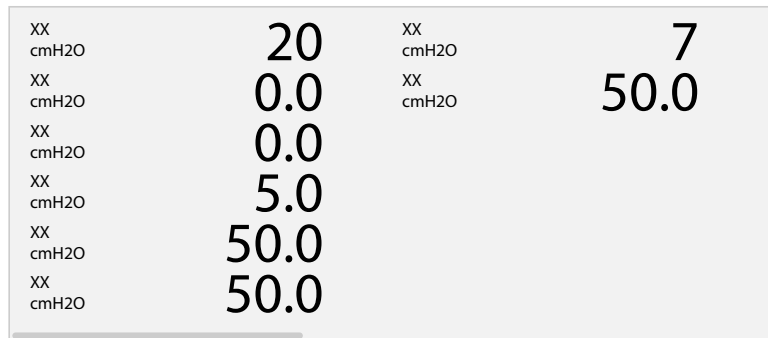 XX
cmH2O 20
XX
cmH2O 0.0
XX
cmH2O 0.0
XX
cmH2O 5.0
XX
cmH2O 50.0
XX
cmH2O 50.0
XX
cmH2O 7
XX
cmH2O 50.0